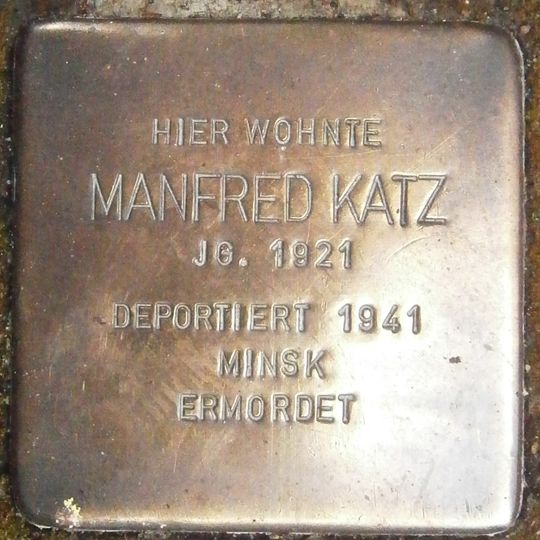 HIER WOHNTE
MANFRED KATZ
JG. 1921
DEPORTIERT 1941
MINSK
ERMORDET